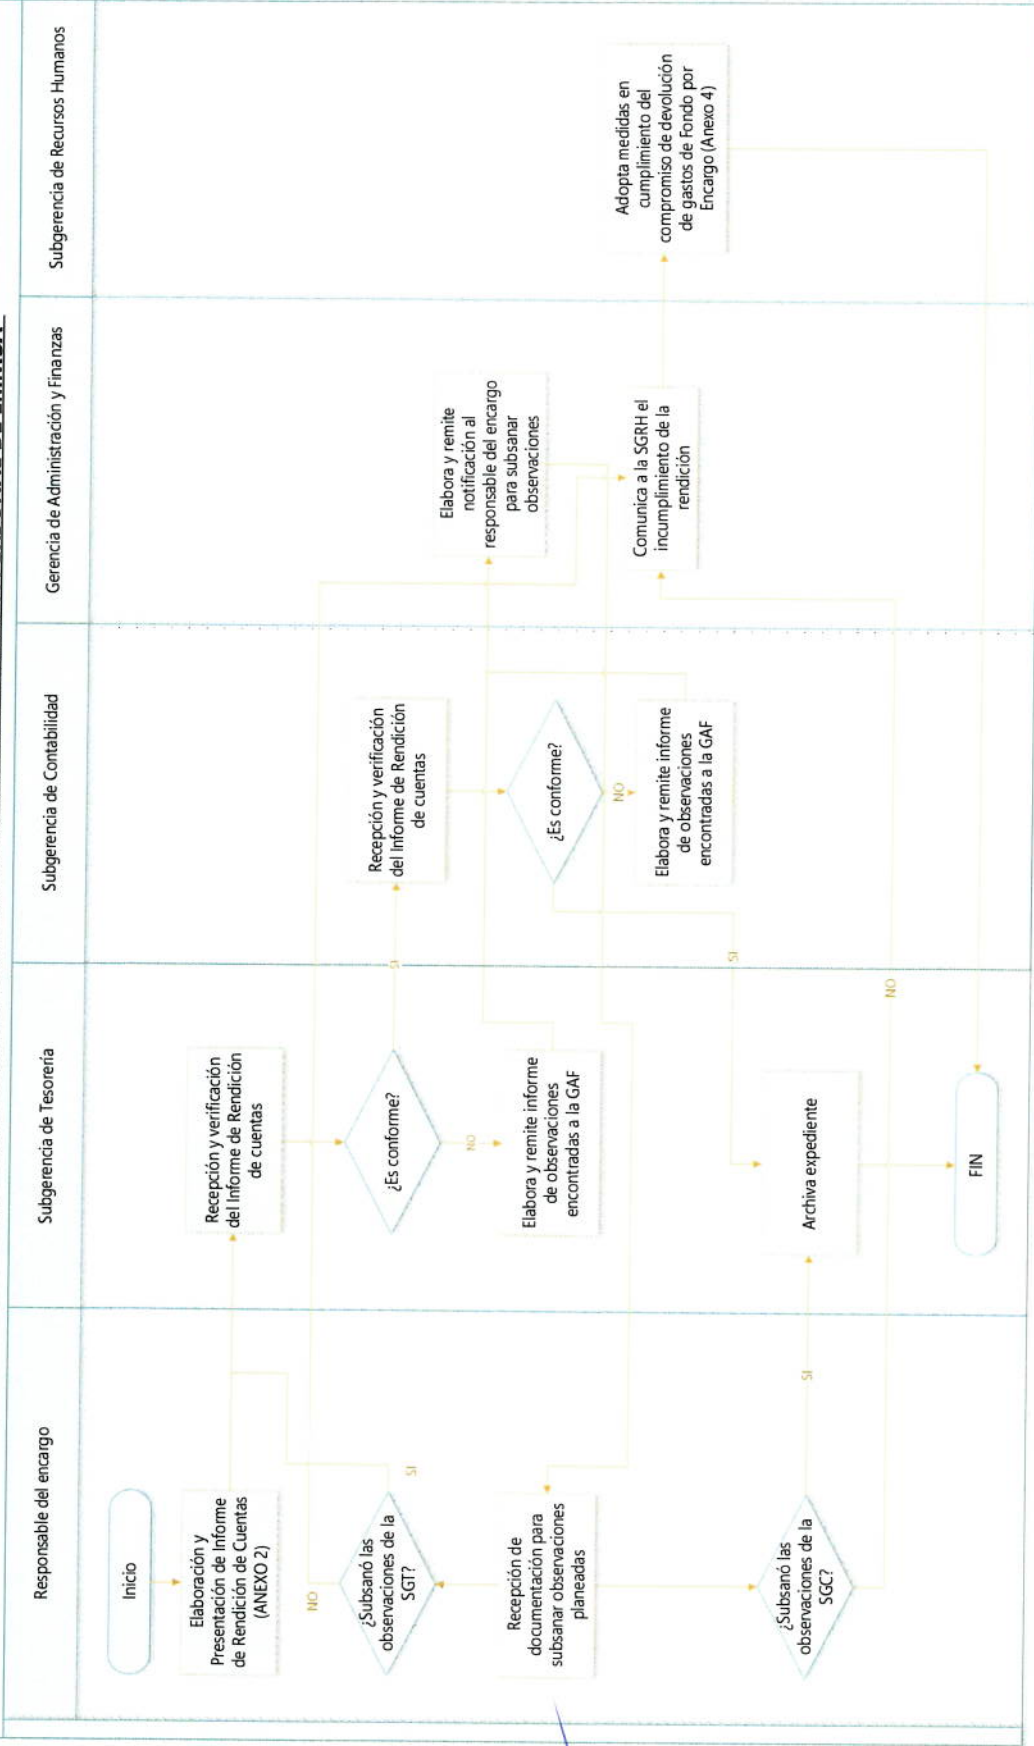 Responsable del encargo
Subgerencia de Tesorería
Subgerencia de Contabilidad
Gerencia de Administración y Finanzas
Subgerencia de Recursos Humanos
Inicio
Elaboración y
Presentación de Informe
de Rendición de Cuentas
(ANEXO 2)
Recepción y verificación
del Informe de Rendición
de cuentas
NO
¿Subsanó las
observaciones de la
SGT?
SI
¿Es conforme?
SI
NO
Recepción y verificación
del Informe de Rendición
de cuentas
Elabora y remite
notificación al
responsable del encargo
para subsanar
observaciones
Recepción de
documentación para
subsanar observaciones
planeadas
Elabora y remite informe
de observaciones
encontradas a la GAF
¿Es conforme?
NO
SI
Elabora y remite informe
de observaciones
encontradas a la GAF
Comunica a la SGRH el
incumplimiento de la
rendición
Adopta medidas en
cumplimiento del
compromiso de devolución
de gastos de Fondo por
Encargo (Anexo 4)
¿Subsanó las
observaciones de la
SGC?
SI
Archiva expediente
NO
FIN